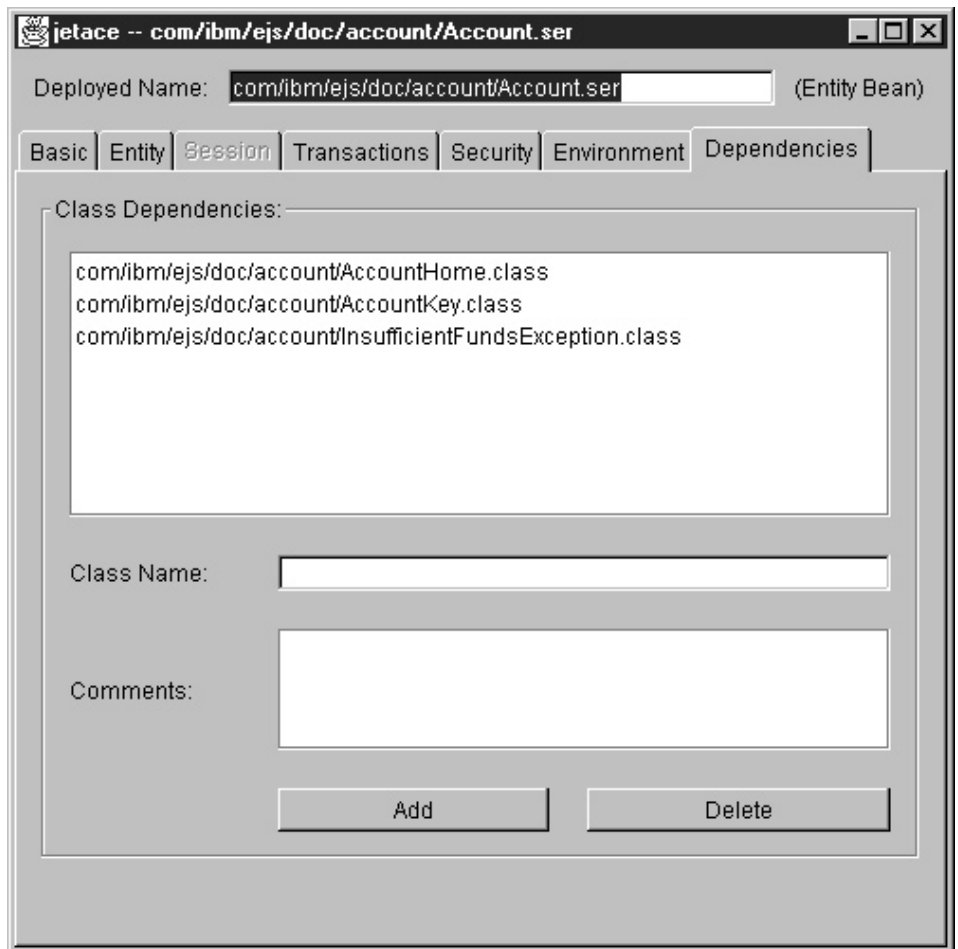 jetace -- com/ibm/ejs/doc/account/Account.ser
Deployed Name: com/ibm/ejs/doc/account/Account.ser (Entity Bean)
Basic Entity Session Transactions Security Environment Dependencies
Class Dependencies:
com/ibm/ejs/doc/account/AccountHome.class
com/ibm/ejs/doc/account/AccountKey.class
com/ibm/ejs/doc/account/InsufficientFundsException.class
Class Name:
Comments:
Add Delete